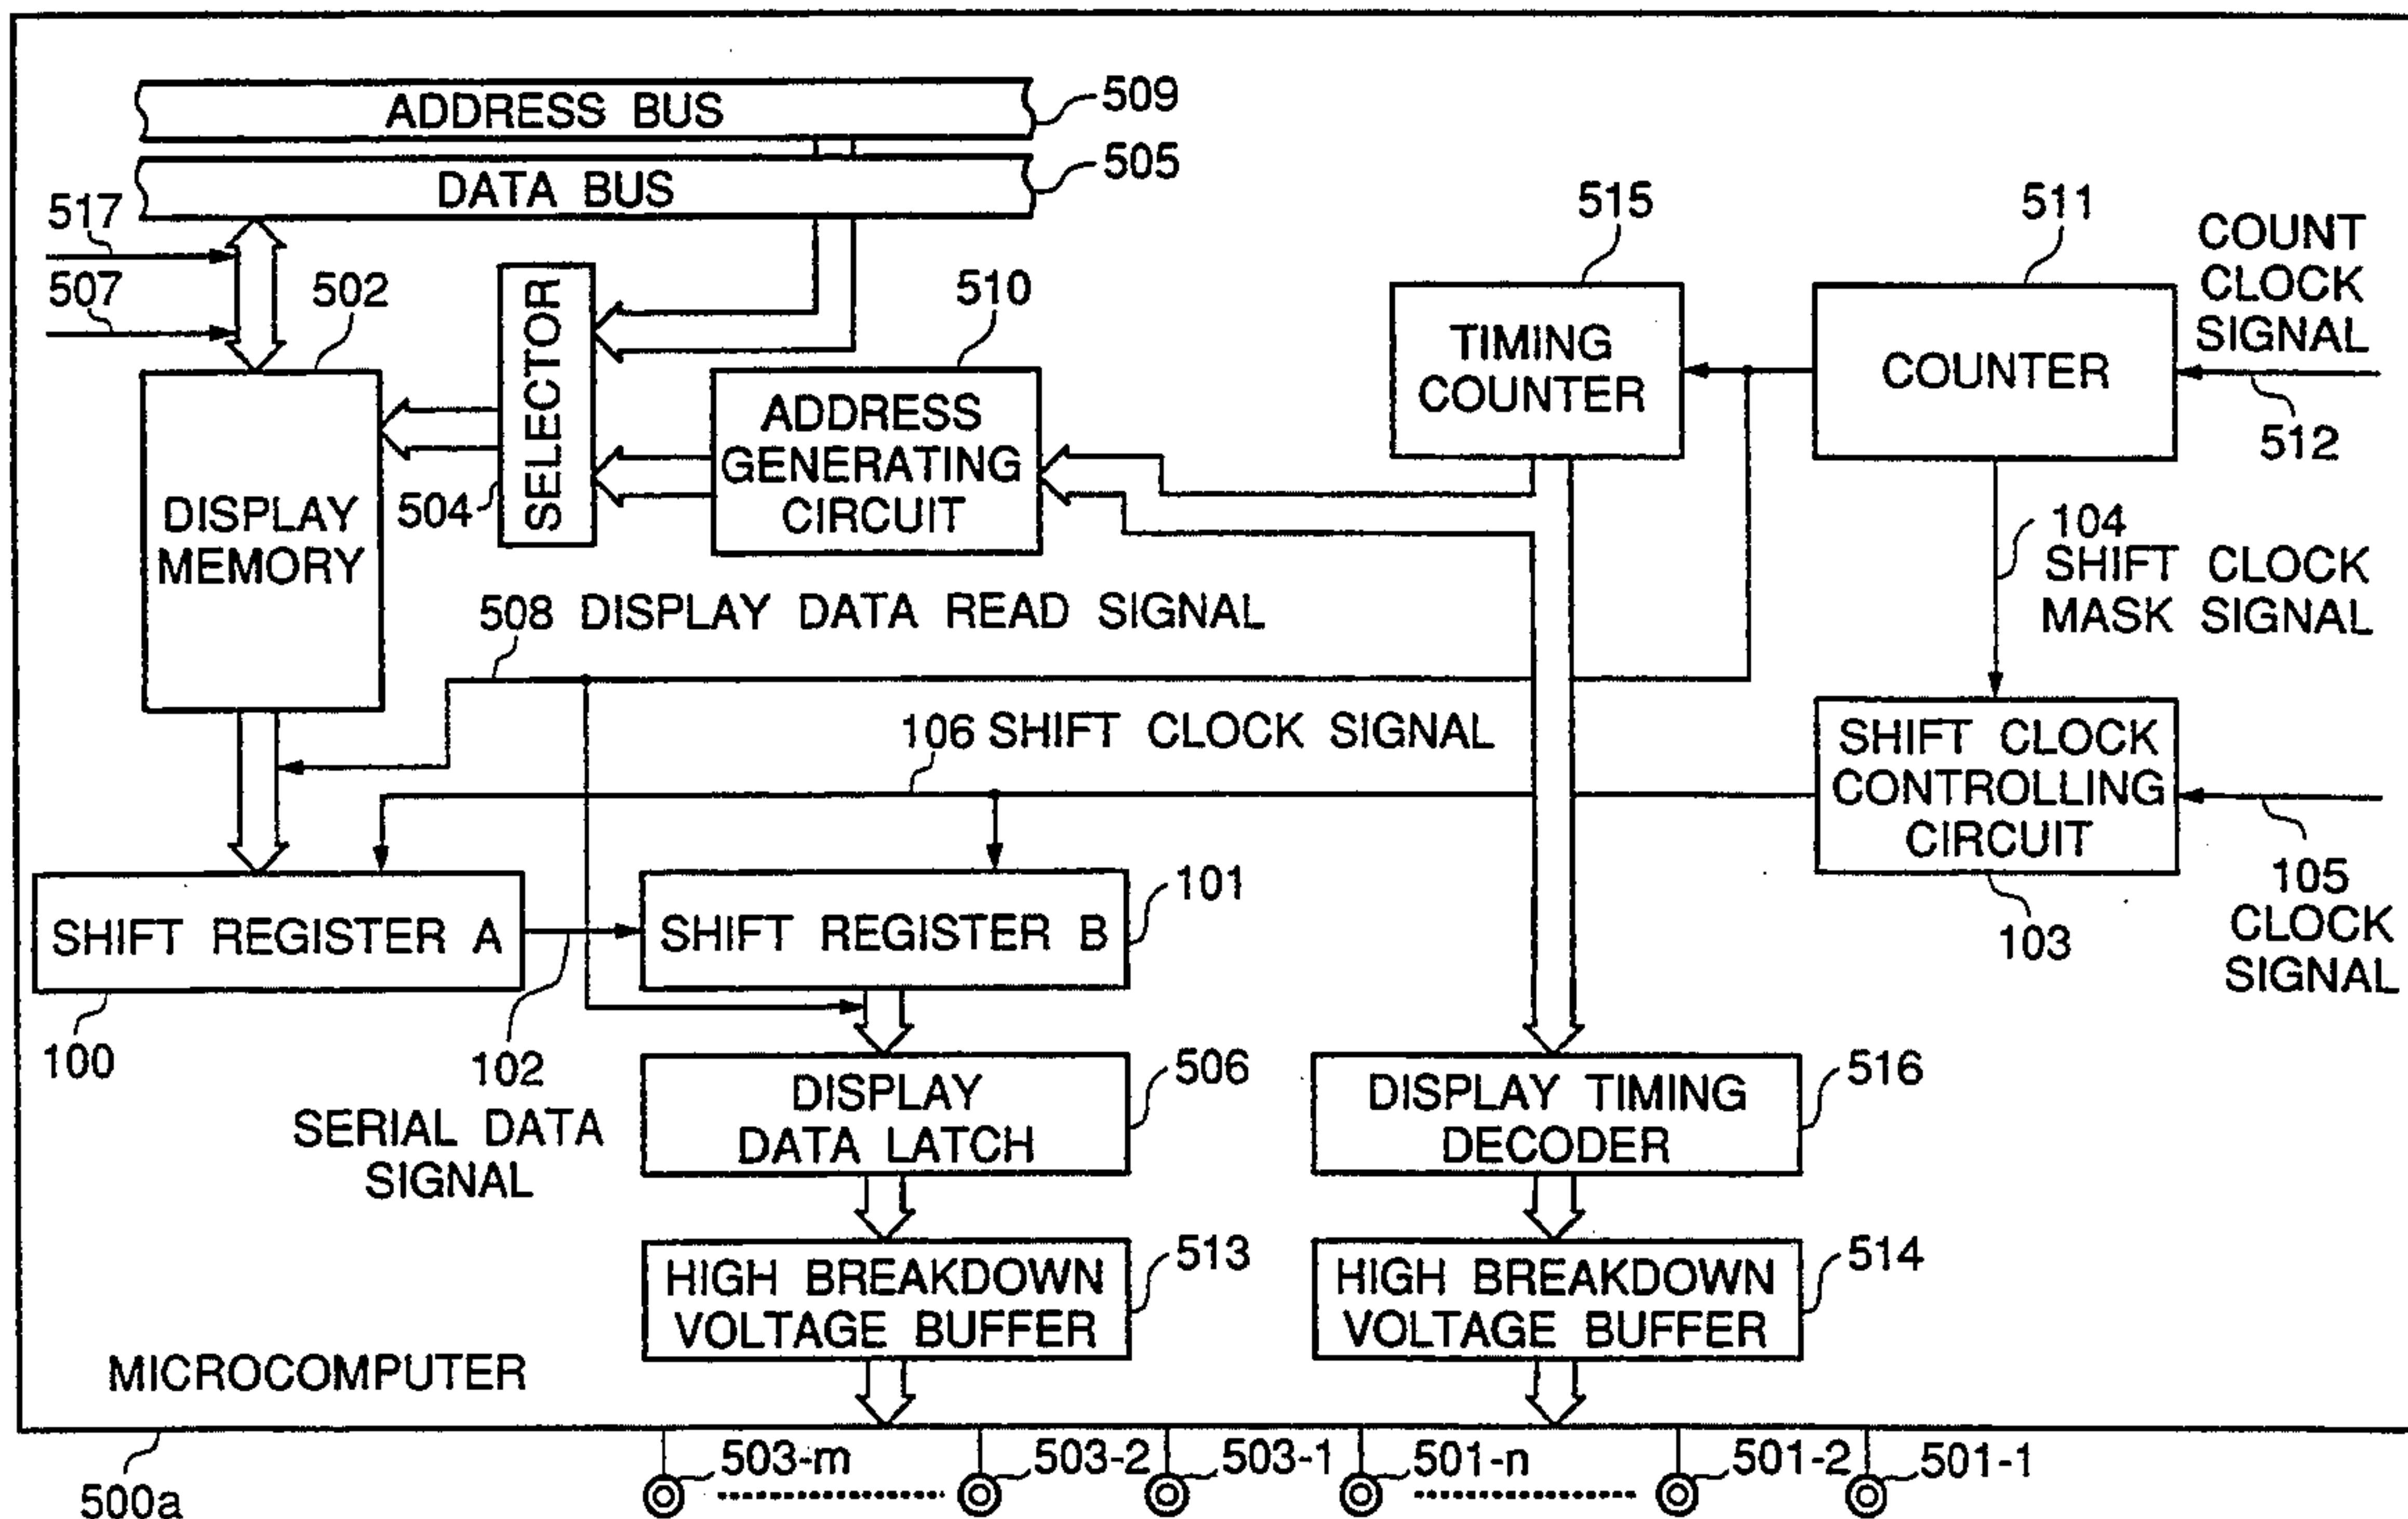 ADDRESS BUS
509
DATA BUS
505
517
507
502
SELECTOR
504
510
ADDRESS
GENERATING
CIRCUIT
515
TIMING
COUNTER
511
COUNTER
COUNT
CLOCK
SIGNAL
512
DISPLAY
MEMORY
104
SHIFT CLOCK
MASK SIGNAL
508 DISPLAY DATA READ SIGNAL
106 SHIFT CLOCK SIGNAL
SHIFT CLOCK
CONTROLLING
CIRCUIT
103
105
CLOCK
SIGNAL
SHIFT REGISTER A
100
102
SERIAL DATA
SIGNAL
SHIFT REGISTER B
101
DISPLAY
DATA LATCH
506
DISPLAY TIMING
DECODER
516
HIGH BREAKDOWN
VOLTAGE BUFFER
513
HIGH BREAKDOWN
VOLTAGE BUFFER
514
MICROCOMPUTER
500a
503-m
503-2
503-1
501-n
501-2
501-1